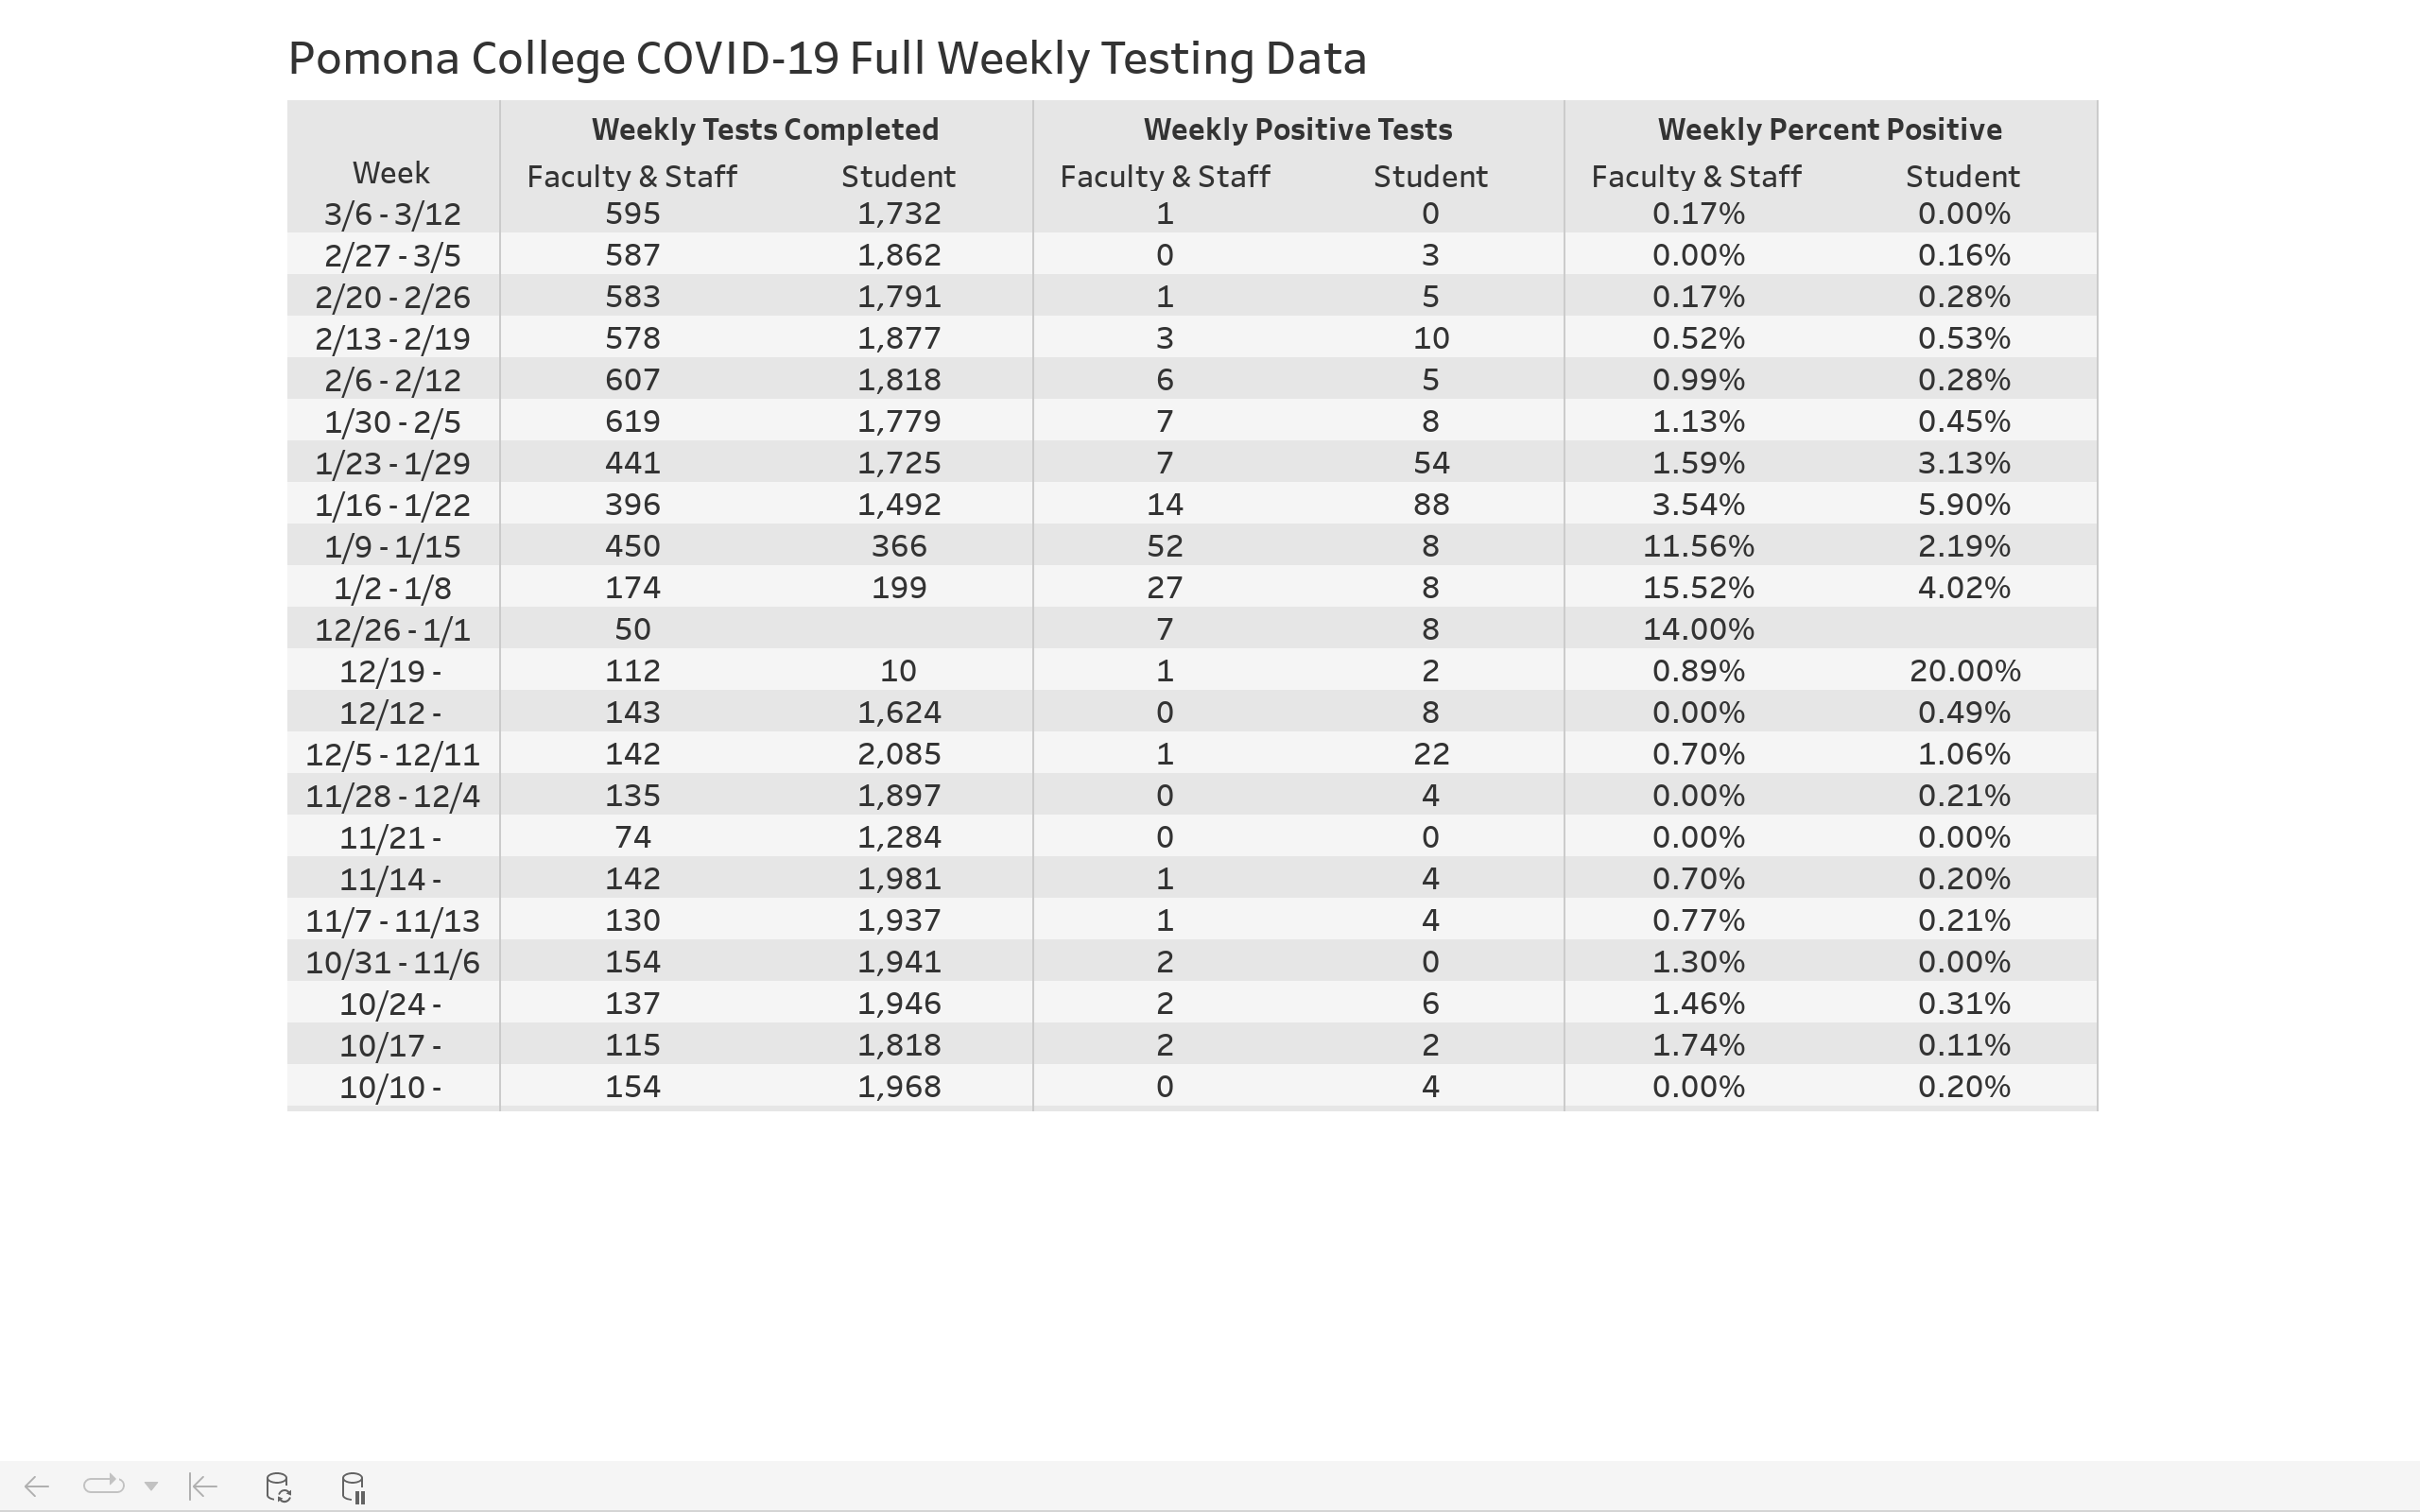 Pomona College COVID-19 Full Weekly Testing Data
Weekly Tests Completed Weekly Positive Tests Weekly Percent Positive
Week Faculty & Staff Student Faculty & Staff Student Faculty & Staff Student
3/6 - 3/12 595 1,732 1 0 0.17% 0.00%
2/27 - 3/5 587 1,862 0 3 0.00% 0.16%
2/20 - 2/26 583 1,791 1 5 0.17% 0.28%
2/13 - 2/19 578 1,877 3 10 0.52% 0.53%
2/6 - 2/12 607 1,818 6 5 0.99% 0.28%
1/30 - 2/5 619 1,779 7 8 1.13% 0.45%
1/23 - 1/29 441 1,725 7 54 1.59% 3.13%
1/16 - 1/22 396 1,492 14 88 3.54% 5.90%
1/9 - 1/15 450 366 52 8 11.56% 2.19%
1/2 - 1/8 174 199 27 8 15.52% 4.02%
12/26 - 1/1 50 7 8 14.00%
12/19 - 112 10 1 2 0.89% 20.00%
12/12 - 143 1,624 0 8 0.00% 0.49%
12/5 - 12/11 142 2,085 1 22 0.70% 1.06%
11/28 - 12/4 135 1,897 0 4 0.00% 0.21%
11/21 - 74 1,284 0 0 0.00% 0.00%
11/14 - 142 1,981 1 4 0.70% 0.20%
11/7 - 11/13 130 1,937 1 4 0.77% 0.21%
10/31 - 11/6 154 1,941 2 0 1.30% 0.00%
10/24 - 137 1,946 2 6 1.46% 0.31%
10/17 - 115 1,818 2 2 1.74% 0.11%
10/10 - 154 1,968 0 4 0.00% 0.20%